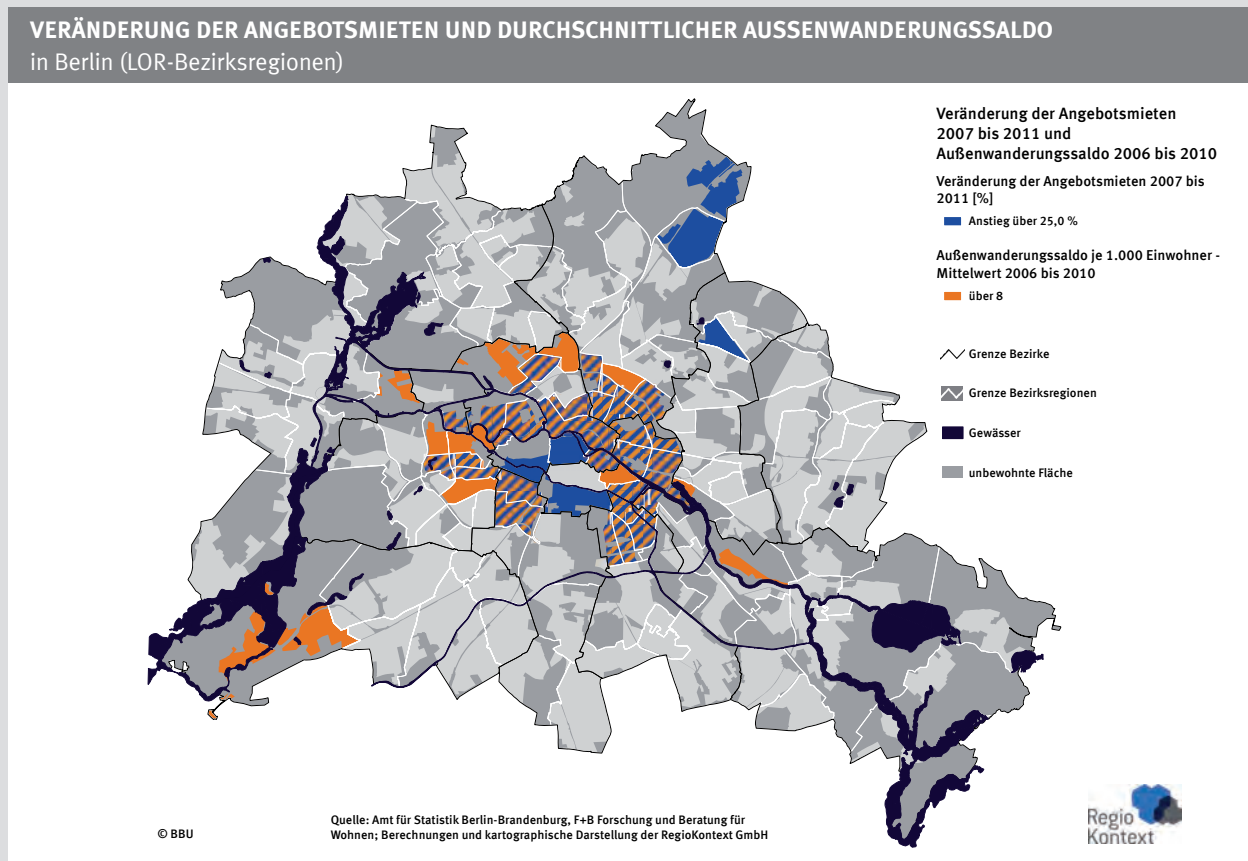 VERÄNDERUNG DER ANGEBOTSMIETEN UND DURCHSCHNITTLICHER AUSSENWANDERUNGSSALDO
in Berlin (LOR-Bezirksregionen)
Veränderung der Angebotsmieten
2007 bis 2011 und
Außenwanderungssaldo 2006 bis 2010
Veränderung der Angebotsmieten 2007 bis
2011 [%]
Anstieg über 25,0 %
Außenwanderungssaldo je 1.000 Einwohner -
Mittelwert 2006 bis 2010
über 8
Grenze Bezirke
Grenze Bezirksregionen
Gewässer
unbewohnte Fläche
© BBU
Quelle: Amt für Statistik Berlin-Brandenburg, F+B Forschung und Beratung für
Wohnen; Berechnungen und kartographische Darstellung der RegioKontext GmbH
Regio
Kontext